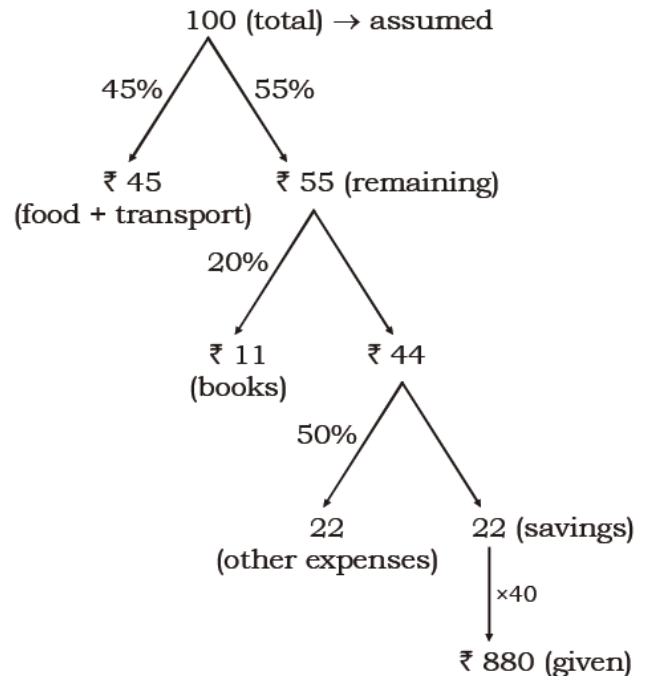 100 (total) → assumed
45% 55%
₹ 45 ₹ 55 (remaining)
(food + transport)
20%
₹ 11 ₹ 44
(books)
50%
22 22 (savings)
(other expenses)
×40
₹ 880 (given)